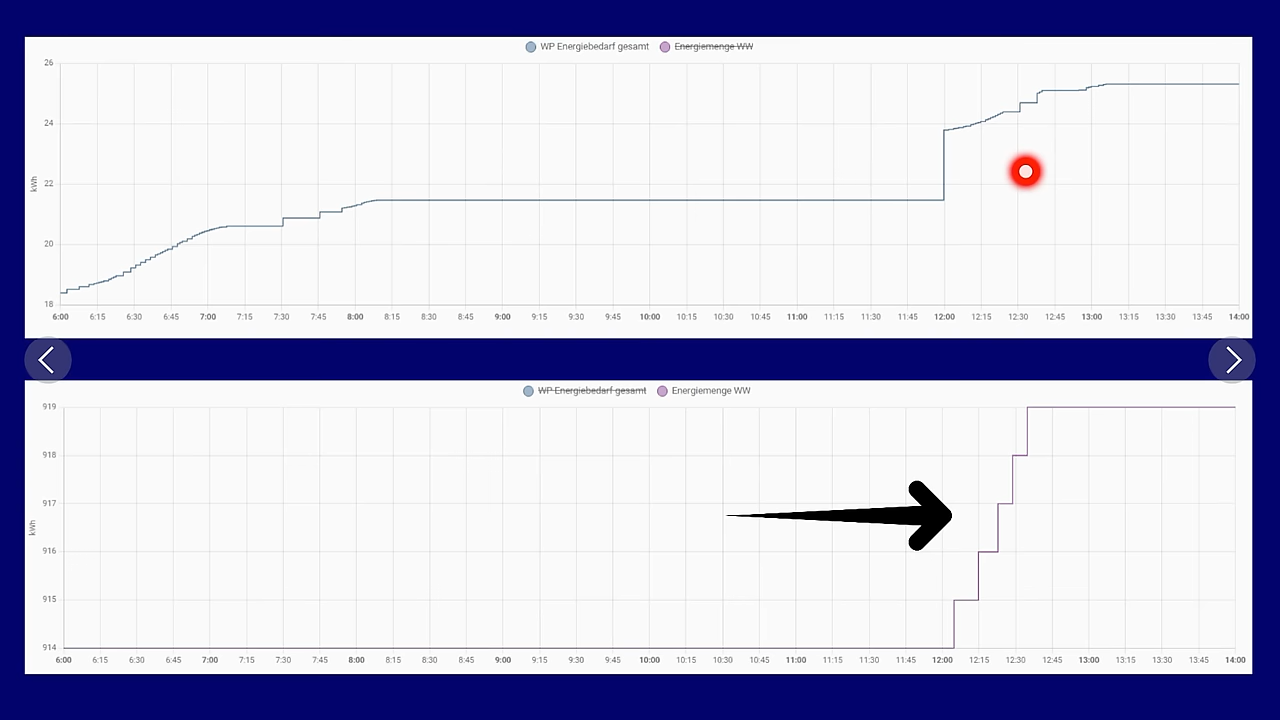 WP Energiebedarf gesamt Energiemenge WW
26
24
22
20
18
kWh
6:00 6:15 6:30 6:45 7:00 7:15 7:30 7:45 8:00 8:15 8:30 8:45 9:00 9:15 9:30 9:45 10:00 10:15 10:30 10:45 11:00 11:15 11:30 11:45 12:00 12:15 12:30 12:45 13:00 13:15 13:30 13:45 14:00
WP Energiebedarf gesamt Energiemenge WW
919
918
917
916
915
914
kWh
6:00 6:15 6:30 6:45 7:00 7:15 7:30 7:45 8:00 8:15 8:30 8:45 9:00 9:15 9:30 9:45 10:00 10:15 10:30 10:45 11:00 11:15 11:30 11:45 12:00 12:15 12:30 12:45 13:00 13:15 13:30 13:45 14:00